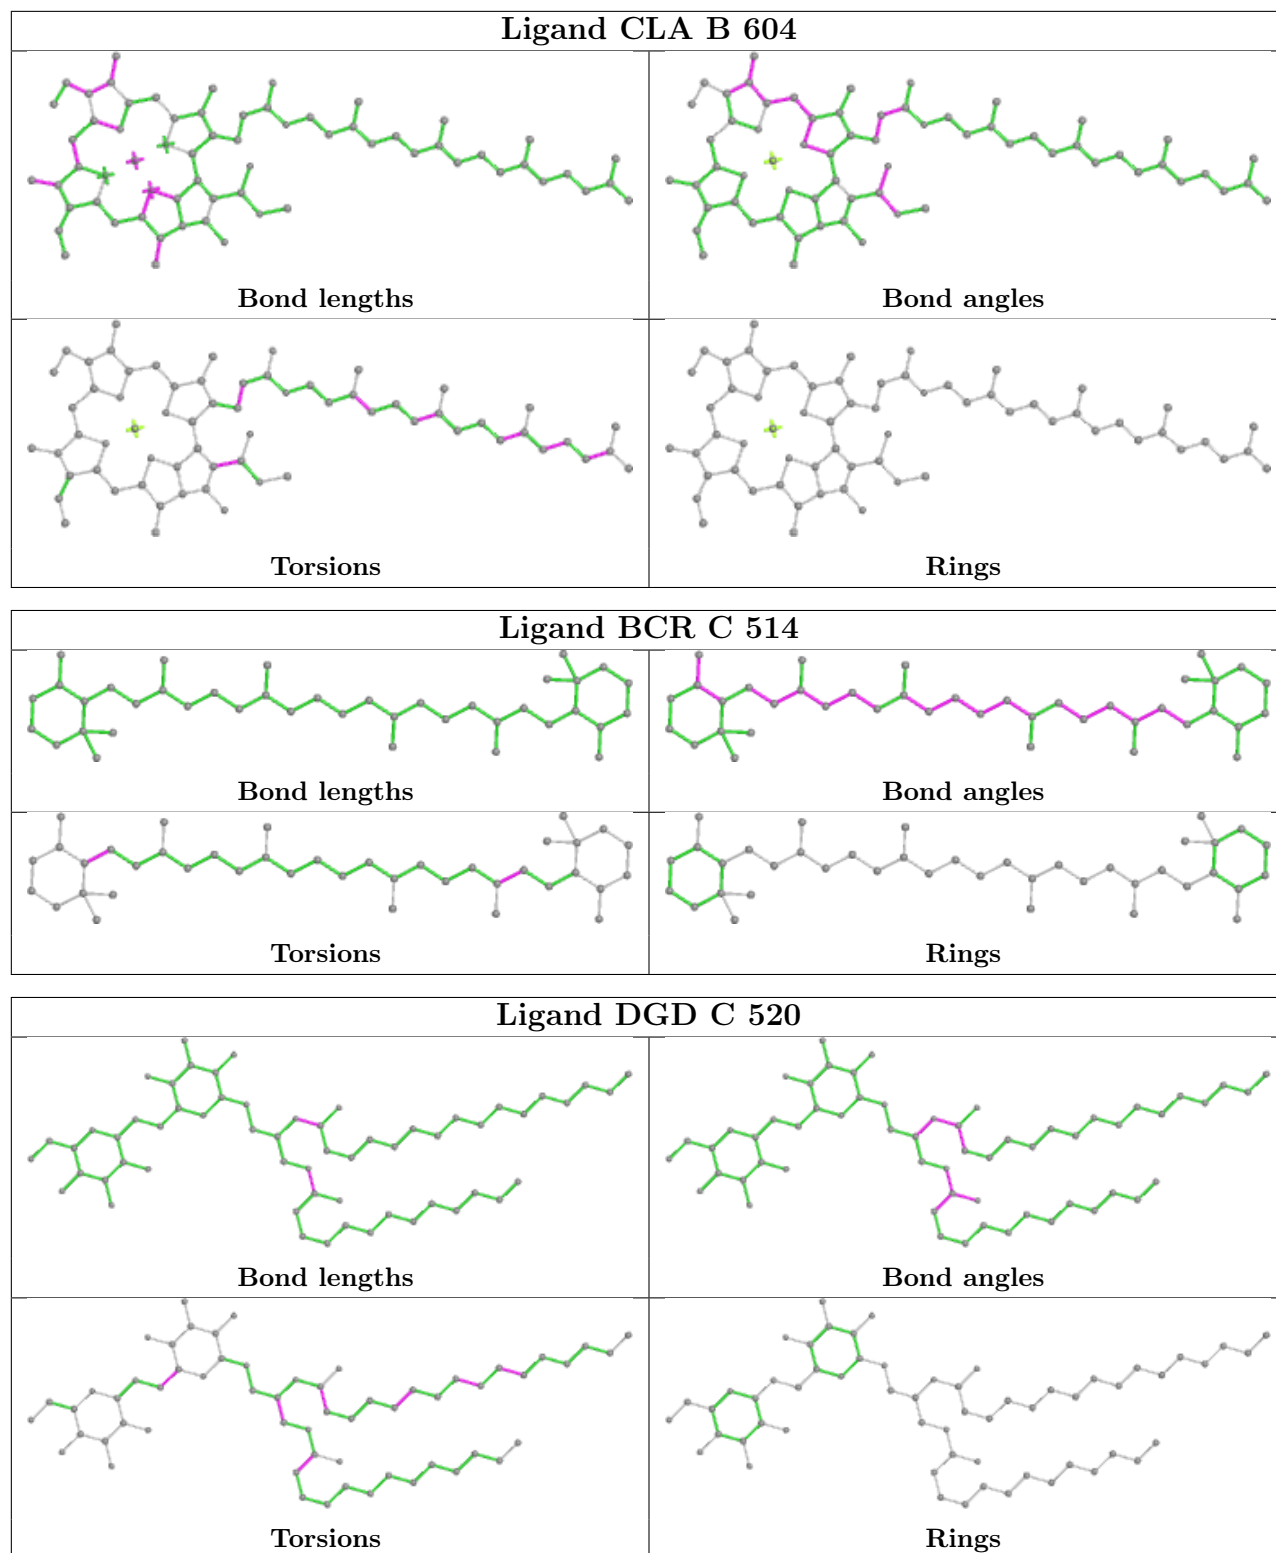 Ligand CLA B 604
Bond lengths
Bond angles
Torsions
Rings
Ligand BCR C 514
Bond lengths
Bond angles
Torsions
Rings
Ligand DGD C 520
Bond lengths
Bond angles
Torsions
Rings